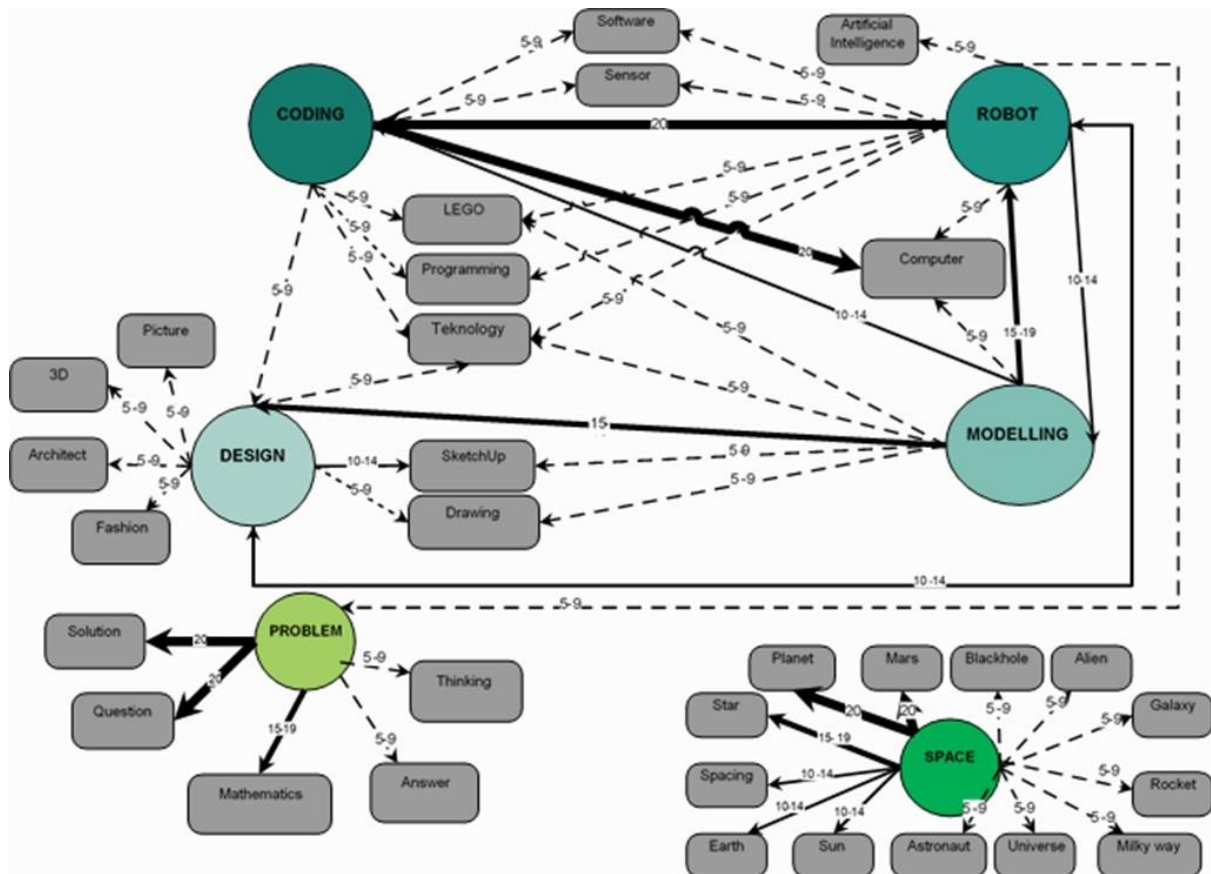 Software
Artificial
Intelligence
5-9
5-9
5-9
Sensor
5-9
5-9
5-9
CODING
ROBOT
20
5-9
5-9
5-9
5-9
5-9
LEGO
5-9
5-9
20
Programming
Computer
5-9
5-9
10-14
5-9
10-14
Teknology
5-9
5-9
15-19
Picture
3D
5-9
5-9
5-9
5-9
15
MODELLING
Architect
5-9
DESIGN
10-14
SketchUp
5-9
5-9
5-9
Drawing
5-9
Fashion
10-14
5-9
Solution
20
PROBLEM
5-9
Thinking
Question
20
15-19
5-9
Mathematics
Answer
Planet
Mars
Blackhole
Alien
Star
20
20
5-9
5-9
5-9
Galaxy
15-19
SPACE
Spacing
10-14
5-9
Rocket
10-14
10-14
5-9
5-9
5-9
Earth
Sun
Astronaut
Universe
Milky way